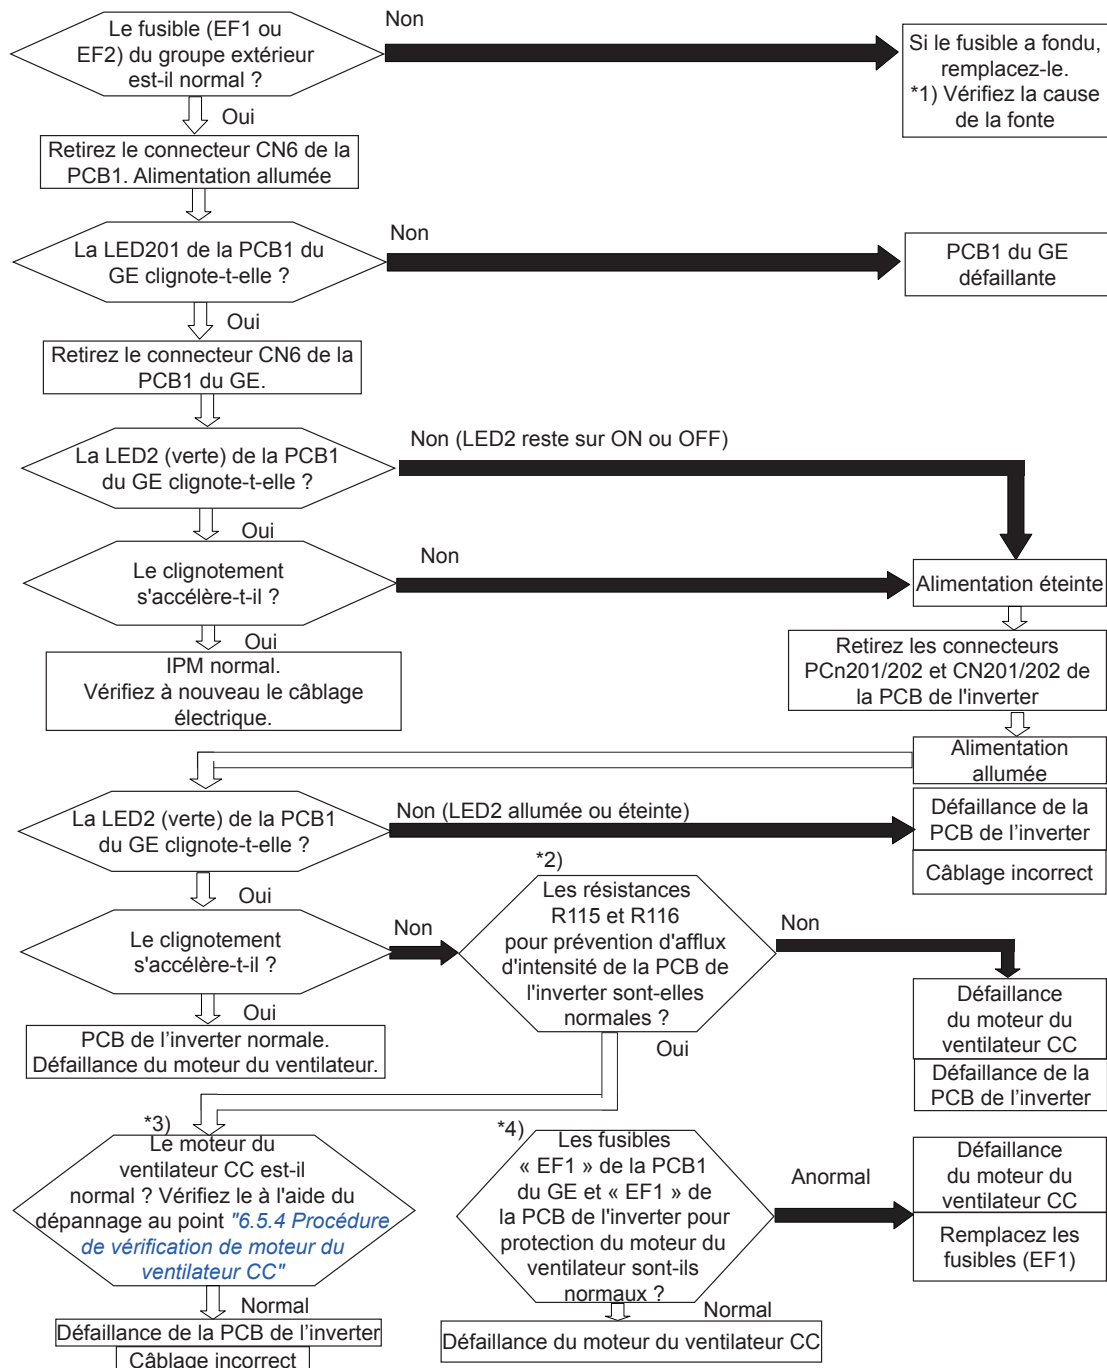 Le fusible (EF1 ou
EF2) du groupe extérieur
est-il normal ?
Non
Si le fusible a fondu,
remplacez-le.
*1) Vérifiez la cause
de la fonte
Oui
Retirez le connecteur CN6 de la
PCB1. Alimentation allumée
La LED201 de la PCB1 du
GE clignote-t-elle ?
Non
PCB1 du GE
défaillante
Oui
Retirez le connecteur CN6 de la
PCB1 du GE.
La LED2 (verte) de la PCB1
du GE clignote-t-elle ?
Non (LED2 reste sur ON ou OFF)
Oui
Le clignotement
s'accélère-t-il ?
Non
Alimentation éteinte
Oui
IPM normal.
Vérifiez à nouveau le câblage
électrique.
Retirez les connecteurs
PCn201/202 et CN201/202 de
la PCB de l'inverter
Alimentation
allumée
La LED2 (verte) de la PCB1
du GE clignote-t-elle ?
Non (LED2 allumée ou éteinte)
Défaillance de la
PCB de l’inverter
Câblage incorrect
Oui
Le clignotement
s'accélère-t-il ?
Non
*2)
Les résistances
R115 et R116
pour prévention d'afflux
d'intensité de la PCB de
l'inverter sont-elles
normales ?
Non
Défaillance
du moteur du
ventilateur CC
Défaillance de la
PCB de l’inverter
Oui
PCB de l’inverter normale.
Défaillance du moteur du ventilateur.
Oui
*3)
Le moteur du
ventilateur CC est-il
normal ? Vérifiez le à l'aide du
dépannage au point "6.5.4 Procédure
de vérification de moteur du
ventilateur CC"
Normal
Défaillance de la PCB de l’inverter
Câblage incorrect
*4)
Les fusibles
« EF1 » de la PCB1
du GE et « EF1 » de
la PCB de l'inverter pour
protection du moteur du
ventilateur sont-ils
normaux ?
Anormal
Défaillance
du moteur du
ventilateur CC
Remplacez les
fusibles (EF1)
Normal
Défaillance du moteur du ventilateur CC